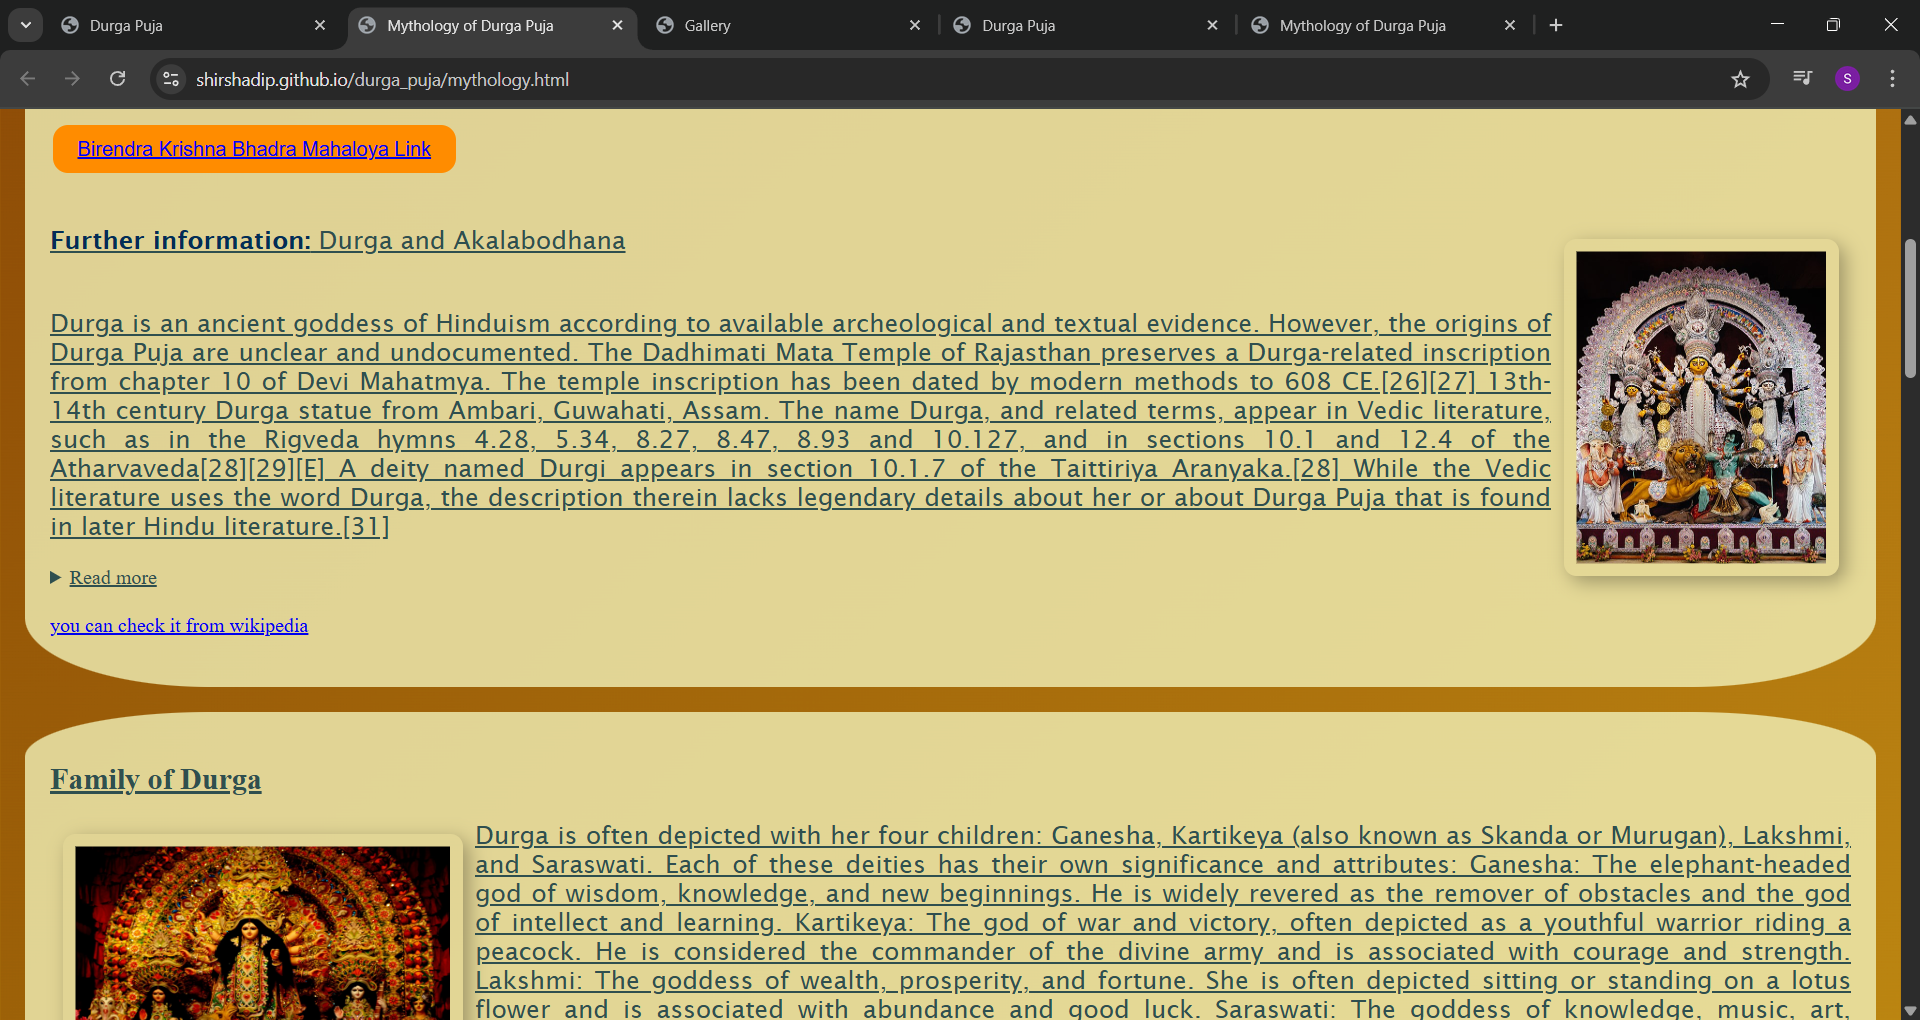 Durga Puja
Mythology of Durga Puja
Gallery
Durga Puja
Mythology of Durga Puja
shirshadip.github.io/durga_puja/mythology.html
S
Birendra Krishna Bhadra Mahaloya Link
Further information: Durga and Akalabodhana
Durga is an ancient goddess of Hinduism according to available archeological and textual evidence. However, the origins of
Durga Puja are unclear and undocumented. The Dadhimati Mata Temple of Rajasthan preserves a Durga-related inscription
from chapter 10 of Devi Mahatmya. The temple inscription has been dated by modern methods to 608 CE.[26][27] 13th-
14th century Durga statue from Ambari, Guwahati, Assam. The name Durga, and related terms, appear in Vedic literature,
such as in the Rigveda hymns 4.28, 5.34, 8.27, 8.47, 8.93 and 10.127, and in sections 10.1 and 12.4 of the
Atharvaveda[28][29][E] A deity named Durgi appears in section 10.1.7 of the Taittiriya Aranyaka.[28] While the Vedic
literature uses the word Durga, the description therein lacks legendary details about her or about Durga Puja that is found
in later Hindu literature.[31]
Read more
you can check it from wikipedia
Family of Durga
Durga is often depicted with her four children: Ganesha, Kartikeya (also known as Skanda or Murugan), Lakshmi,
and Saraswati. Each of these deities has their own significance and attributes: Ganesha: The elephant-headed
god of wisdom, knowledge, and new beginnings. He is widely revered as the remover of obstacles and the god
of intellect and learning. Kartikeya: The god of war and victory, often depicted as a youthful warrior riding a
peacock. He is considered the commander of the divine army and is associated with courage and strength.
Lakshmi: The goddess of wealth, prosperity, and fortune. She is often depicted sitting or standing on a lotus
flower and is associated with abundance and good luck. Saraswati: The goddess of knowledge, music, art,